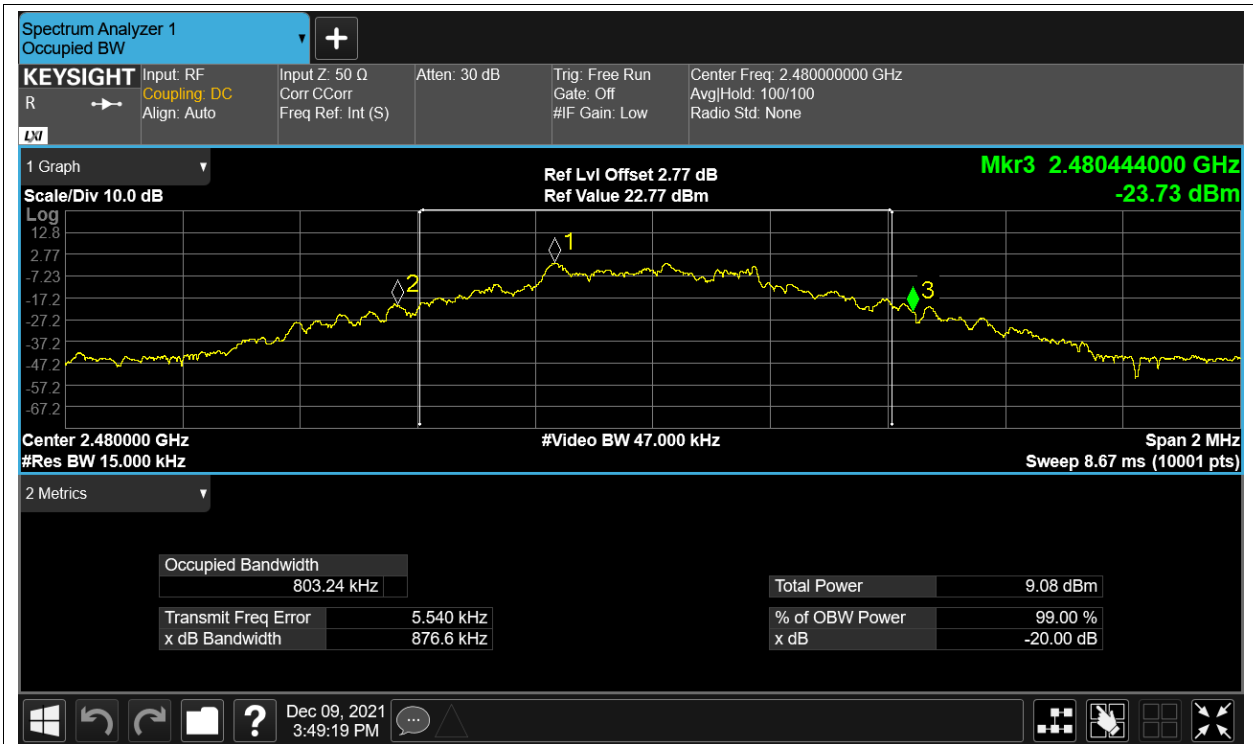 Spectrum Analyzer 1
Occupied BW
KEYSIGHT
R
LXI
Input: RF
Coupling: DC
Align: Auto
Input Z: 50 Ω
Corr CCorr
Freq Ref: Int (S)
Atten: 30 dB
Trig: Free Run
Gate: Off
#IF Gain: Low
Center Freq: 2.480000000 GHz
Avg|Hold: 100/100
Radio Std: None
1 Graph
Scale/Div 10.0 dB
Ref Lvl Offset 2.77 dB
Ref Value 22.77 dBm
Mkr3 2.480444000 GHz
-23.73 dBm
Log
12.8
2.77
-7.23
-17.2
-27.2
-37.2
-47.2
-57.2
-67.2
1
2
3
Center 2.480000 GHz
#Video BW 47.000 kHz
Span 2 MHz
#Res BW 15.000 kHz
Sweep 8.67 ms (10001 pts)
2 Metrics
Occupied Bandwidth
803.24 kHz
Total Power 9.08 dBm
Transmit Freq Error 5.540 kHz
% of OBW Power 99.00 %
x dB Bandwidth 876.6 kHz
x dB -20.00 dB
Dec 09, 2021
3:49:19 PM